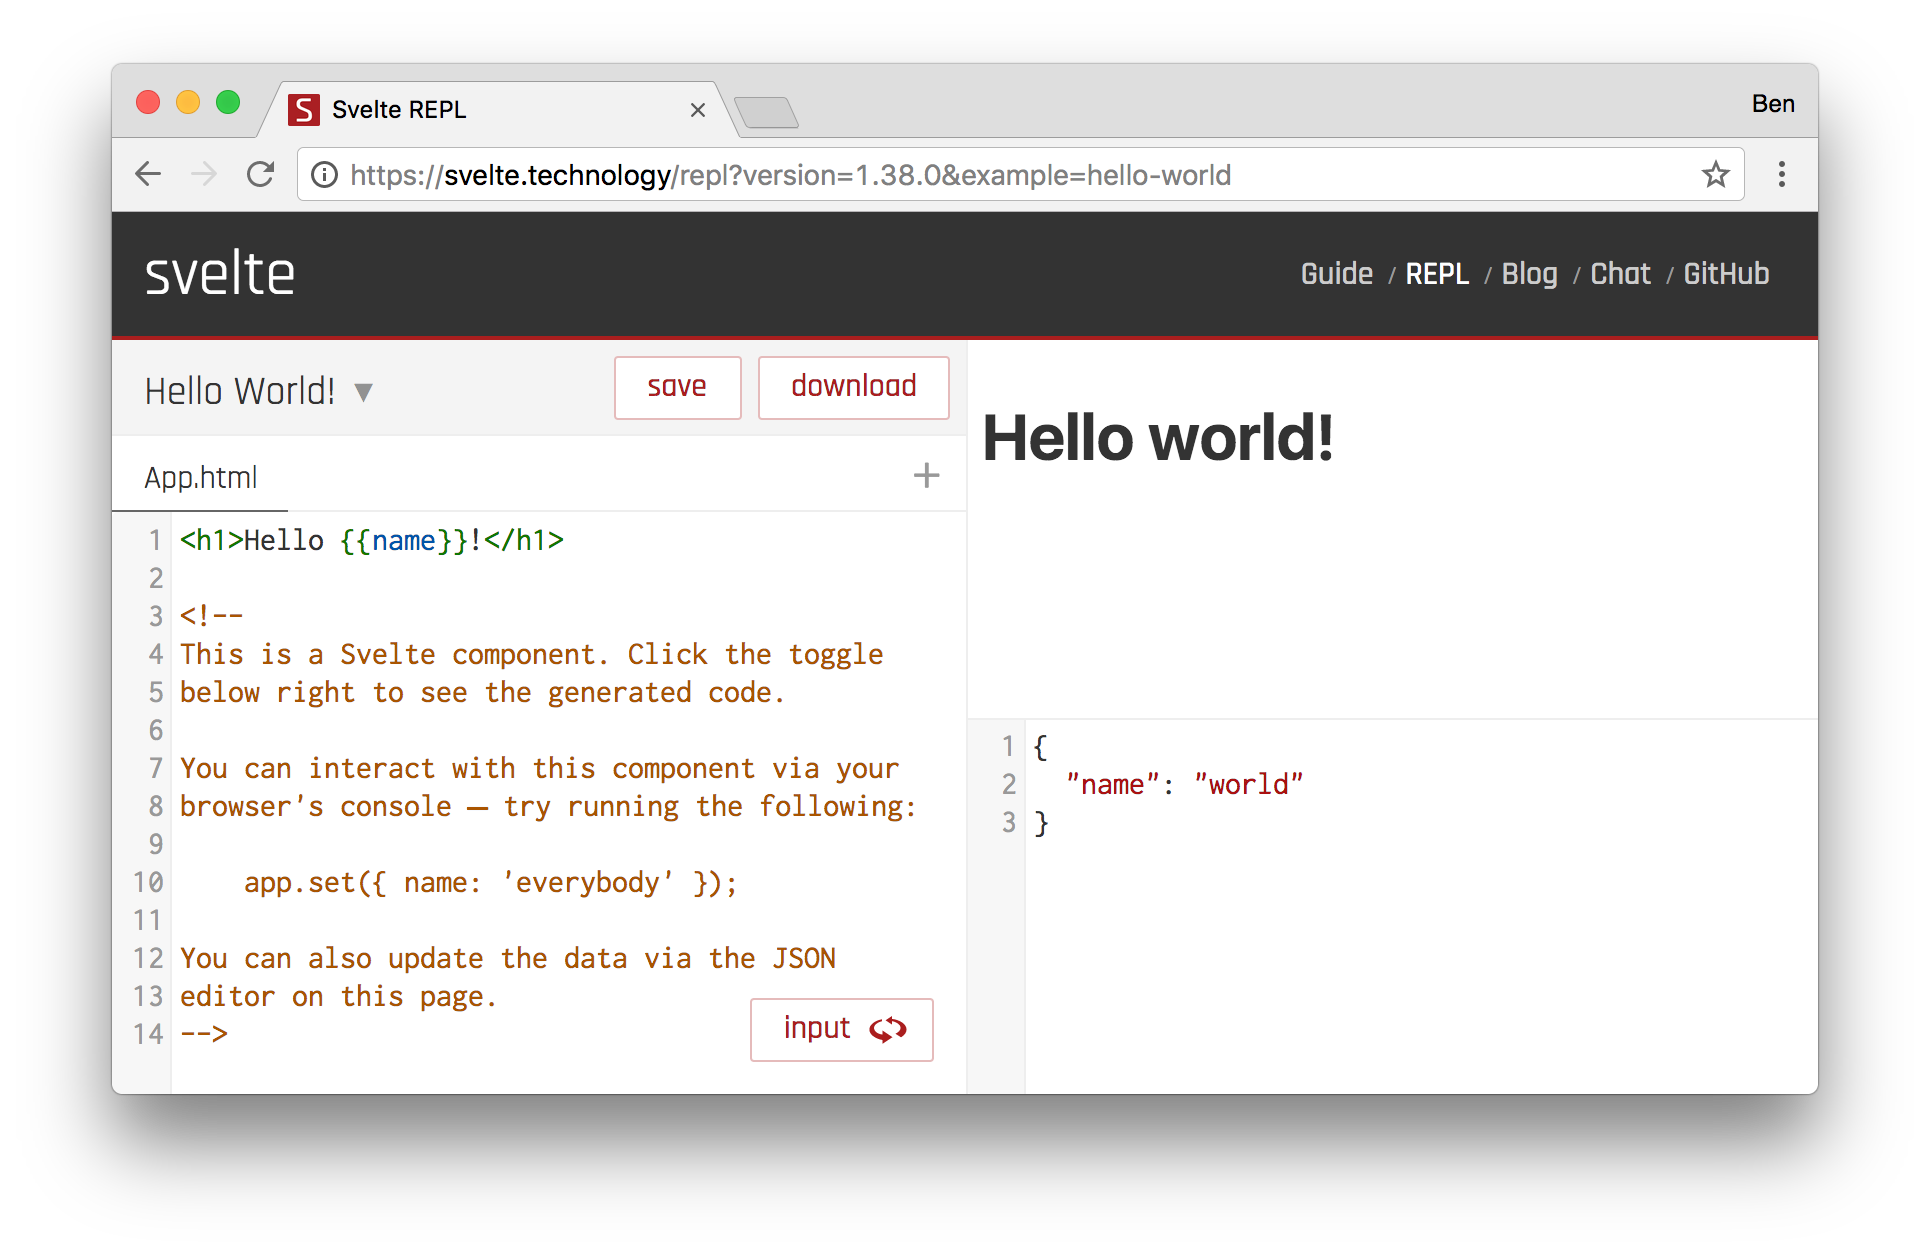 Svelte REPL
Ben
https://svelte.technology/repl?version=1.38.0&example=hello-world
svelte
Guide / REPL / Blog / Chat / GitHub
Hello World! ▼
save
download
App.html
+
1 <h1>Hello {{name}}!</h1>
2
3 <!--
4 This is a Svelte component. Click the toggle
5 below right to see the generated code.
6
7 You can interact with this component via your
8 browser's console — try running the following:
9
10     app.set({ name: 'everybody' });
11
12 You can also update the data via the JSON
13 editor on this page.
14 -->
input
Hello world!
1 {
2   "name": "world"
3 }